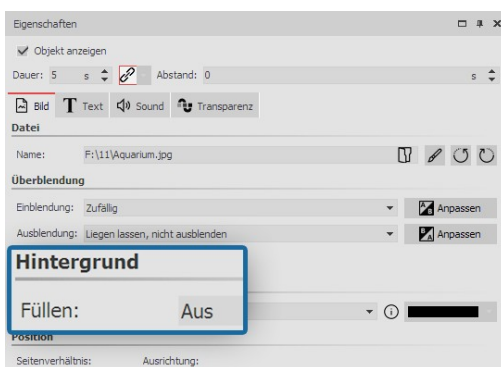 Eigenschaften
Objekt anzeigen
Dauer: 5 s Abstand: 0 s
Bild T Text Sound Transparenz
Datei
Name: F:\11\Aquarium.jpg
Überblendung
Einblendung: Zufällig A B Anpassen
Ausblendung: Liegen lassen, nicht ausblenden B A Anpassen
Hintergrund
Füllen: Aus
Position
Seitenverhältnis: Ausrichtung: